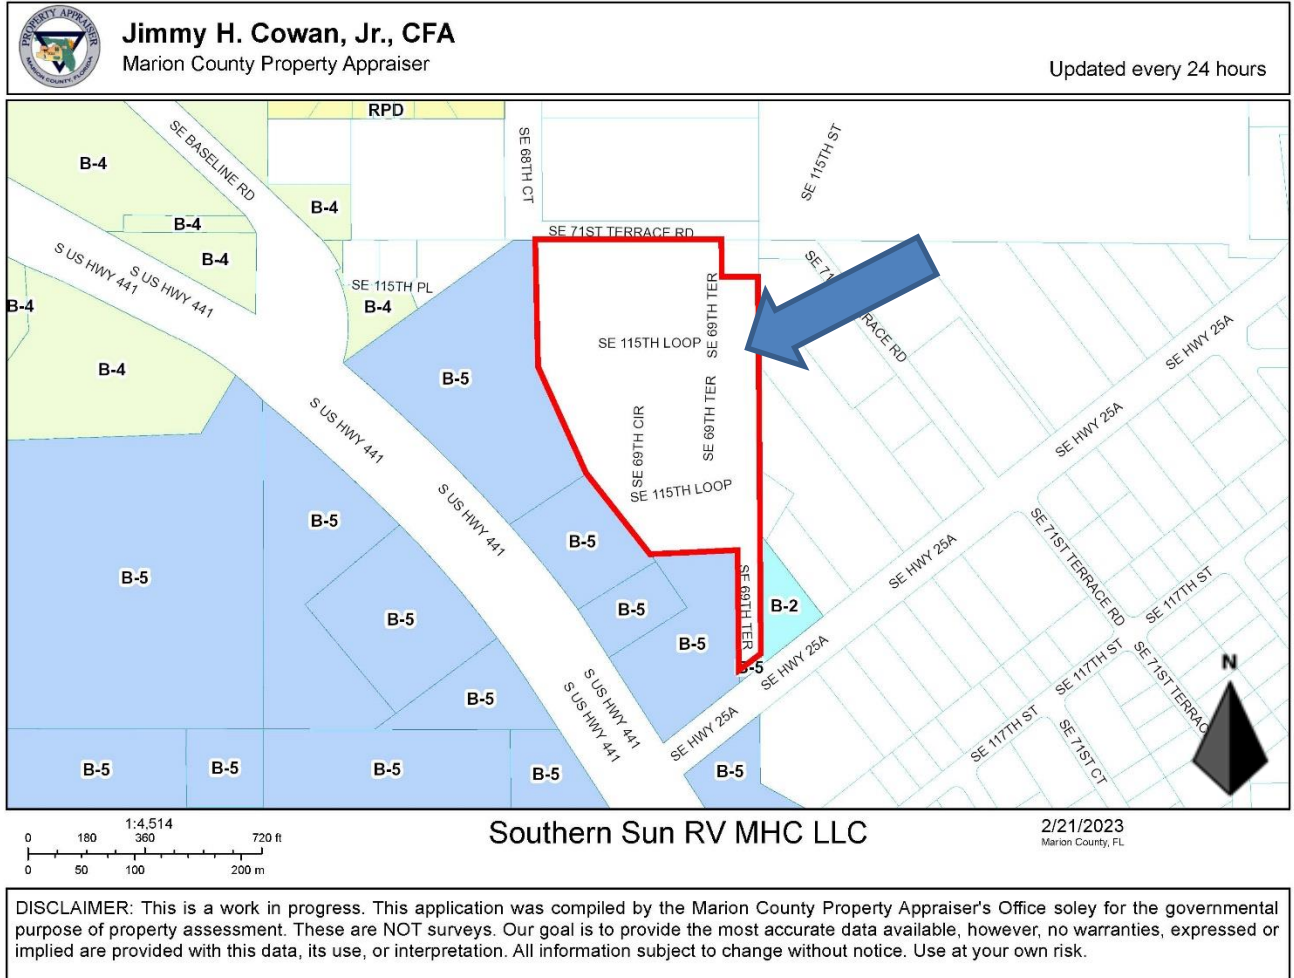 PROPERTY APPRAISER
MARION COUNTY, FLORIDA
Jimmy H. Cowan, Jr., CFA
Marion County Property Appraiser
Updated every 24 hours
RPD
SE BASELINE RD
SE 68TH CT
SE 115TH ST
B-4
B-4
B-4
SE 71ST TERRACE RD
S US HWY 441
S US HWY 441
B-4
SE 115TH PL
B-4
B-4
SE 69TH TER
SE 71
RRACE RD
SE 115TH LOOP
SE HWY 25A
B-4
B-5
SE 69TH TER
S US HWY 441
SE 69TH CIR
SE HWY 25A
SE 115TH LOOP
S US HWY 441
B-5
B-5
SE HWY 25A
SE 71ST TERRACE RD
B-5
SE 117TH ST
SE 69TH TER
B-5
B-5
B-2
B-5
B-5
SE HWY 25A
SE 117TH ST
SE 71ST TERRAC
N
B-5
S US HWY 441
S US HWY 441
SE HWY 25A
SE 117TH ST
SE 71ST CT
B-5
B-5
B-5
B-5
B-5
1:4,514
0 180 360 720 ft
0 50 100 200 m
Southern Sun RV MHC LLC
2/21/2023
Marion County, FL
DISCLAIMER: This is a work in progress. This application was compiled by the Marion County Property Appraiser's Office soley for the governmental
purpose of property assessment. These are NOT surveys. Our goal is to provide the most accurate data available, however, no warranties, expressed or
implied are provided with this data, its use, or interpretation. All information subject to change without notice. Use at your own risk.